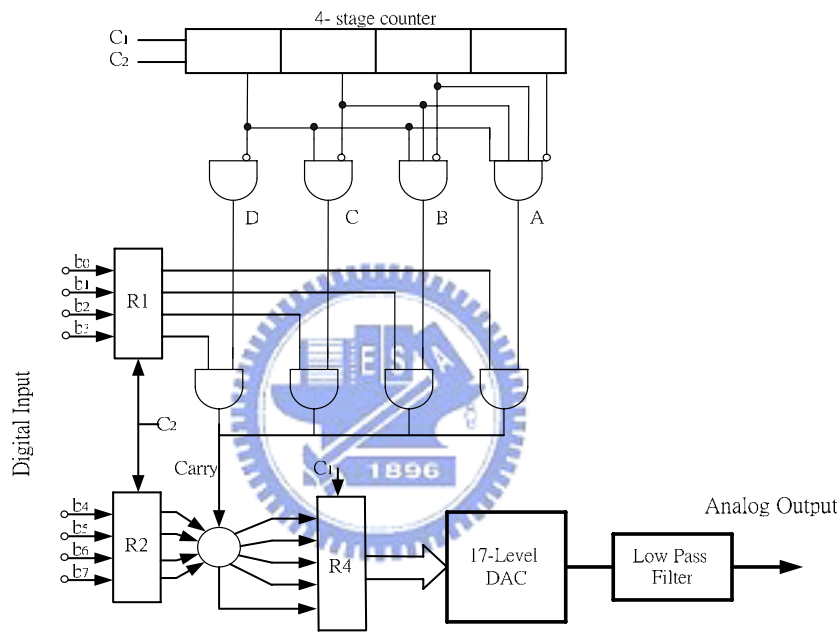 4- stage counter
C1
C2
D
C
B
A
b0
b1
b2
b3
R1
E S A
C2
Digital Input
Carry
C1
1896
b4
b5
b6
b7
R2
R4
17-Level
DAC
Low Pass
Filter
Analog Output